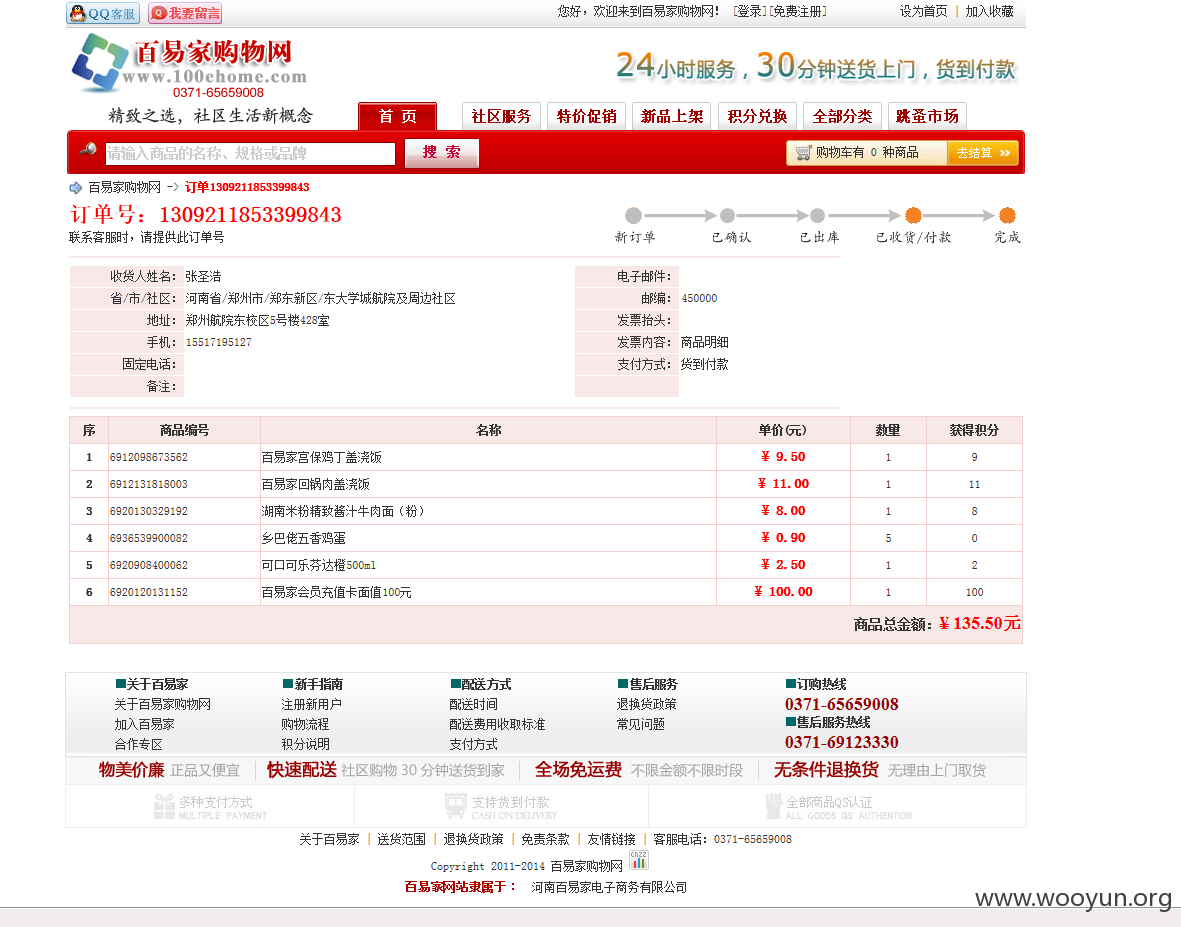 QQ客服 我要留言 您好，欢迎来到百易家购物网！ [登录][免费注册] 设为首页 | 加入收藏
百易家购物网
www.100ehome.com
0371-65659008
24小时服务，30分钟送货上门，货到付款
精致之选，社区生活新概念
首 页 社区服务 特价促销 新品上架 积分兑换 全部分类 跳蚤市场
请输入商品的名称、规格或品牌 搜 索 购物车有 0 种商品 去结算 »
百易家购物网 -> 订单1309211853399843
订单号：1309211853399843
联系客服时，请提供此订单号
新订单 已确认 已出库 已收货/付款 完成
收货人姓名： 张圣浩 电子邮件：
省/市/社区： 河南省/郑州市/郑东新区/东大学城航院及周边社区 邮编： 450000
地址： 郑州航院东校区5号楼428室 发票抬头：
手机： 15517195127 发票内容： 商品明细
固定电话： 支付方式： 货到付款
备注：
序 商品编号 名称 单价(元) 数量 获得积分
1 6912098673562 百易家宫保鸡丁盖浇饭 ¥ 9.50 1 9
2 6912131818003 百易家回锅肉盖浇饭 ¥ 11.00 1 11
3 6920130329192 湖南米粉精致酱汁牛肉面（粉） ¥ 8.00 1 8
4 6936539900082 乡巴佬五香鸡蛋 ¥ 0.90 5 0
5 6920908400062 可口可乐芬达橙500ml ¥ 2.50 1 2
6 6920120131152 百易家会员充值卡面值100元 ¥ 100.00 1 100
商品总金额：¥ 135.50元
■关于百易家 ■新手指南 ■配送方式 ■售后服务 ■订购热线
关于百易家购物网 注册新用户 配送时间 退换货政策 0371-65659008
加入百易家 购物流程 配送费用收取标准 常见问题 ■售后服务热线
合作专区 积分说明 支付方式 0371-69123330
物美价廉 正品又便宜 快速配送 社区购物 30 分钟送货到家 全场免运费 不限金额不限时段 无条件退换货 无理由上门取货
多种支付方式 支持货到付款 全部商品QS认证
MULTIPLE PAYMENT CASH ON DELIVERY ALL GOODS QS AUTHENTION
关于百易家 | 送货范围 | 退换货政策 | 免责条款 | 友情链接 | 客服电话：0371-65659008
Copyright 2011-2014 百易家购物网 CNZZ
百易家网站隶属于： 河南百易家电子商务有限公司
www.wooyun.org